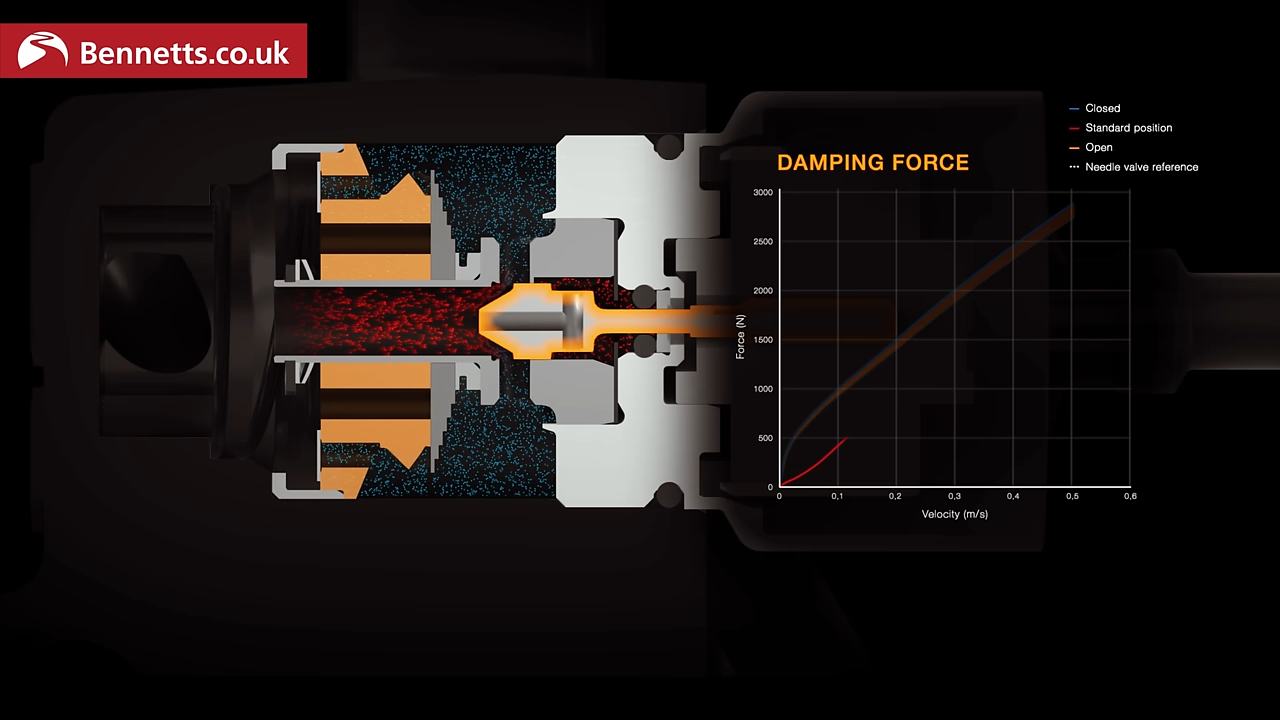 Bennetts.co.uk
Closed
Standard position
Open
Needle valve reference
DAMPING FORCE
3000
2500
2000
1500
1000
500
0
Force (N)
0 0,1 0,2 0,3 0,4 0,5 0,6
Velocity (m/s)